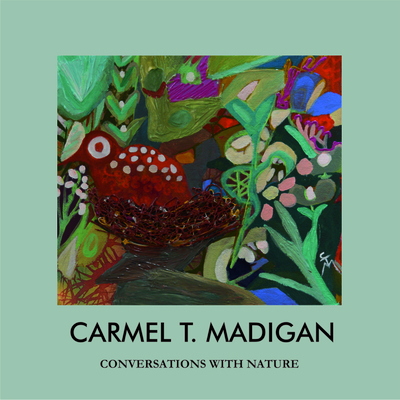 CARMEL T. MADIGAN
CONVERSATIONS WITH NATURE